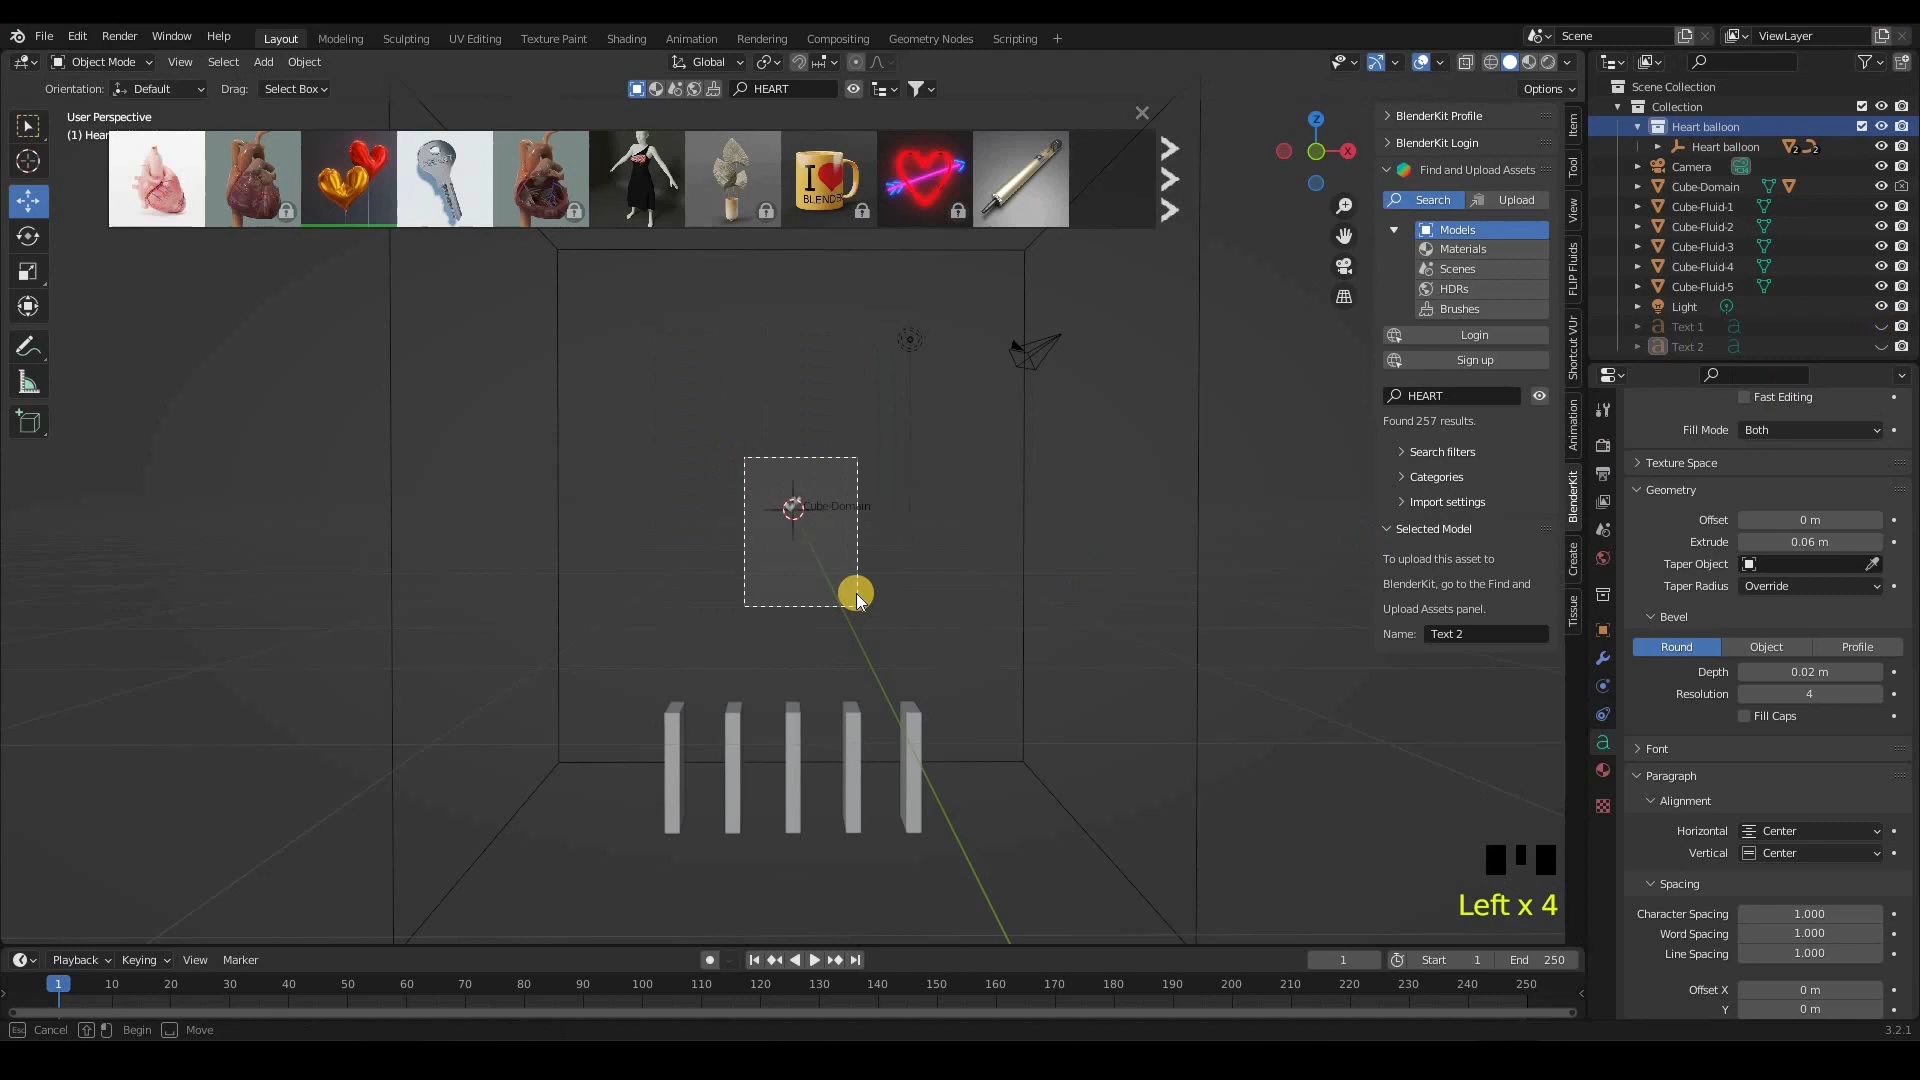 File Edit Render Window Help Layout Modeling Sculpting UV Editing Texture Paint Shading Animation Rendering Compositing Geometry Nodes Scripting + Scene ViewLayer
Object Mode View Select Add Object Global
Orientation: Default Drag: Select Box HEART Options
User Perspective
(1) Hear
I
BLENDER
BlenderKit Profile
BlenderKit Login
Find and Upload Assets
Search Upload
Models
Materials
Scenes
HDRs
Brushes
Login
Sign up
HEART
Found 257 results.
Search filters
Categories
Import settings
Selected Model
To upload this asset to
BlenderKit, go to the Find and
Upload Assets panel.
Name: Text 2
Item
Tool
View
FLIP Fluids
Shortcut VUr
Animation
BlenderKit
Create
Tissue
Z
X
Cube-Domain
Scene Collection
Collection
Heart balloon
Heart balloon 2 2
Camera
Cube-Domain
Cube-Fluid-1
Cube-Fluid-2
Cube-Fluid-3
Cube-Fluid-4
Cube-Fluid-5
Light
Text 1
Text 2
Fast Editing
Fill Mode Both
Texture Space
Geometry
Offset 0 m
Extrude 0.06 m
Taper Object
Taper Radius Override
Bevel
Round Object Profile
Depth 0.02 m
Resolution 4
Fill Caps
Font
Paragraph
Alignment
Horizontal Center
Vertical Center
Spacing
Character Spacing 1.000
Word Spacing 1.000
Line Spacing 1.000
Offset X 0 m
Y 0 m
Left x 4
Playback Keying View Marker 1 Start 1 End 250
1 10 20 30 40 50 60 70 80 90 100 110 120 130 140 150 160 170 180 190 200 210 220 230 240 250
Esc Cancel Begin Move 3.2.1